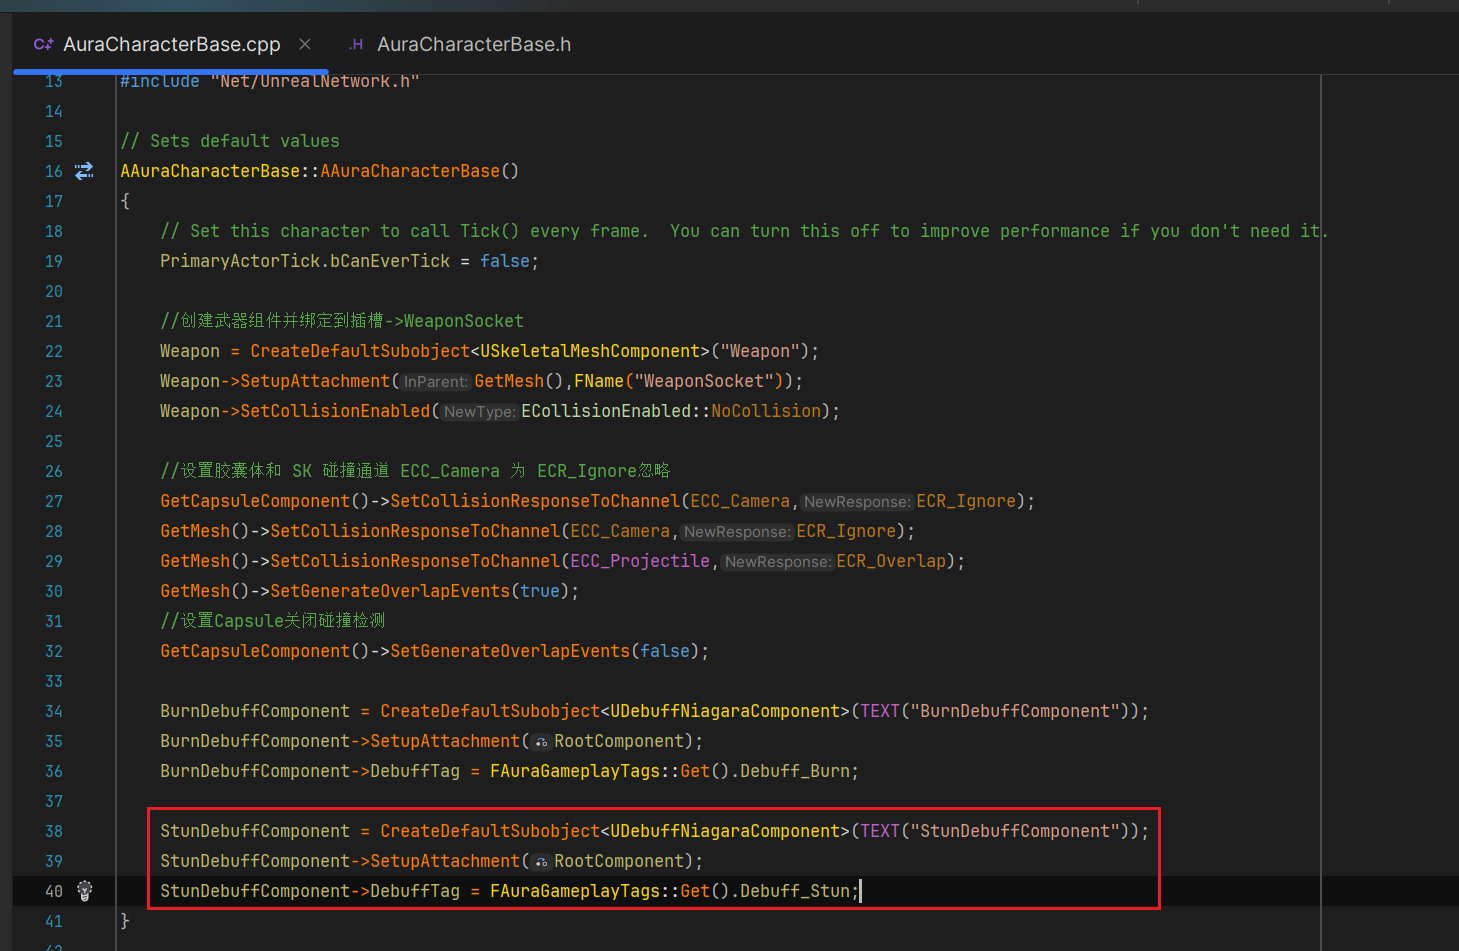 C++ AuraCharacterBase.cpp × .H AuraCharacterBase.h
13 #include "Net/UnrealNetwork.h"
14
15 // Sets default values
16 AAuraCharacterBase::AAuraCharacterBase()
17 {
18 // Set this character to call Tick() every frame.  You can turn this off to improve performance if you don't need it.
19 PrimaryActorTick.bCanEverTick = false;
20
21 //创建武器组件并绑定到插槽->WeaponSocket
22 Weapon = CreateDefaultSubobject<USkeletalMeshComponent>("Weapon");
23 Weapon->SetupAttachment(InParent:GetMesh(),FName("WeaponSocket"));
24 Weapon->SetCollisionEnabled(NewType:ECollisionEnabled::NoCollision);
25
26 //设置胶囊体和 SK 碰撞通道 ECC_Camera 为 ECR_Ignore忽略
27 GetCapsuleComponent()->SetCollisionResponseToChannel(ECC_Camera,NewResponse:ECR_Ignore);
28 GetMesh()->SetCollisionResponseToChannel(ECC_Camera,NewResponse:ECR_Ignore);
29 GetMesh()->SetCollisionResponseToChannel(ECC_Projectile,NewResponse:ECR_Overlap);
30 GetMesh()->SetGenerateOverlapEvents(true);
31 //设置Capsule关闭碰撞检测
32 GetCapsuleComponent()->SetGenerateOverlapEvents(false);
33
34 BurnDebuffComponent = CreateDefaultSubobject<UDebuffNiagaraComponent>(TEXT("BurnDebuffComponent"));
35 BurnDebuffComponent->SetupAttachment(RootComponent);
36 BurnDebuffComponent->DebuffTag = FAuraGameplayTags::Get().Debuff_Burn;
37
38 StunDebuffComponent = CreateDefaultSubobject<UDebuffNiagaraComponent>(TEXT("StunDebuffComponent"));
39 StunDebuffComponent->SetupAttachment(RootComponent);
40 StunDebuffComponent->DebuffTag = FAuraGameplayTags::Get().Debuff_Stun;
41 }
42